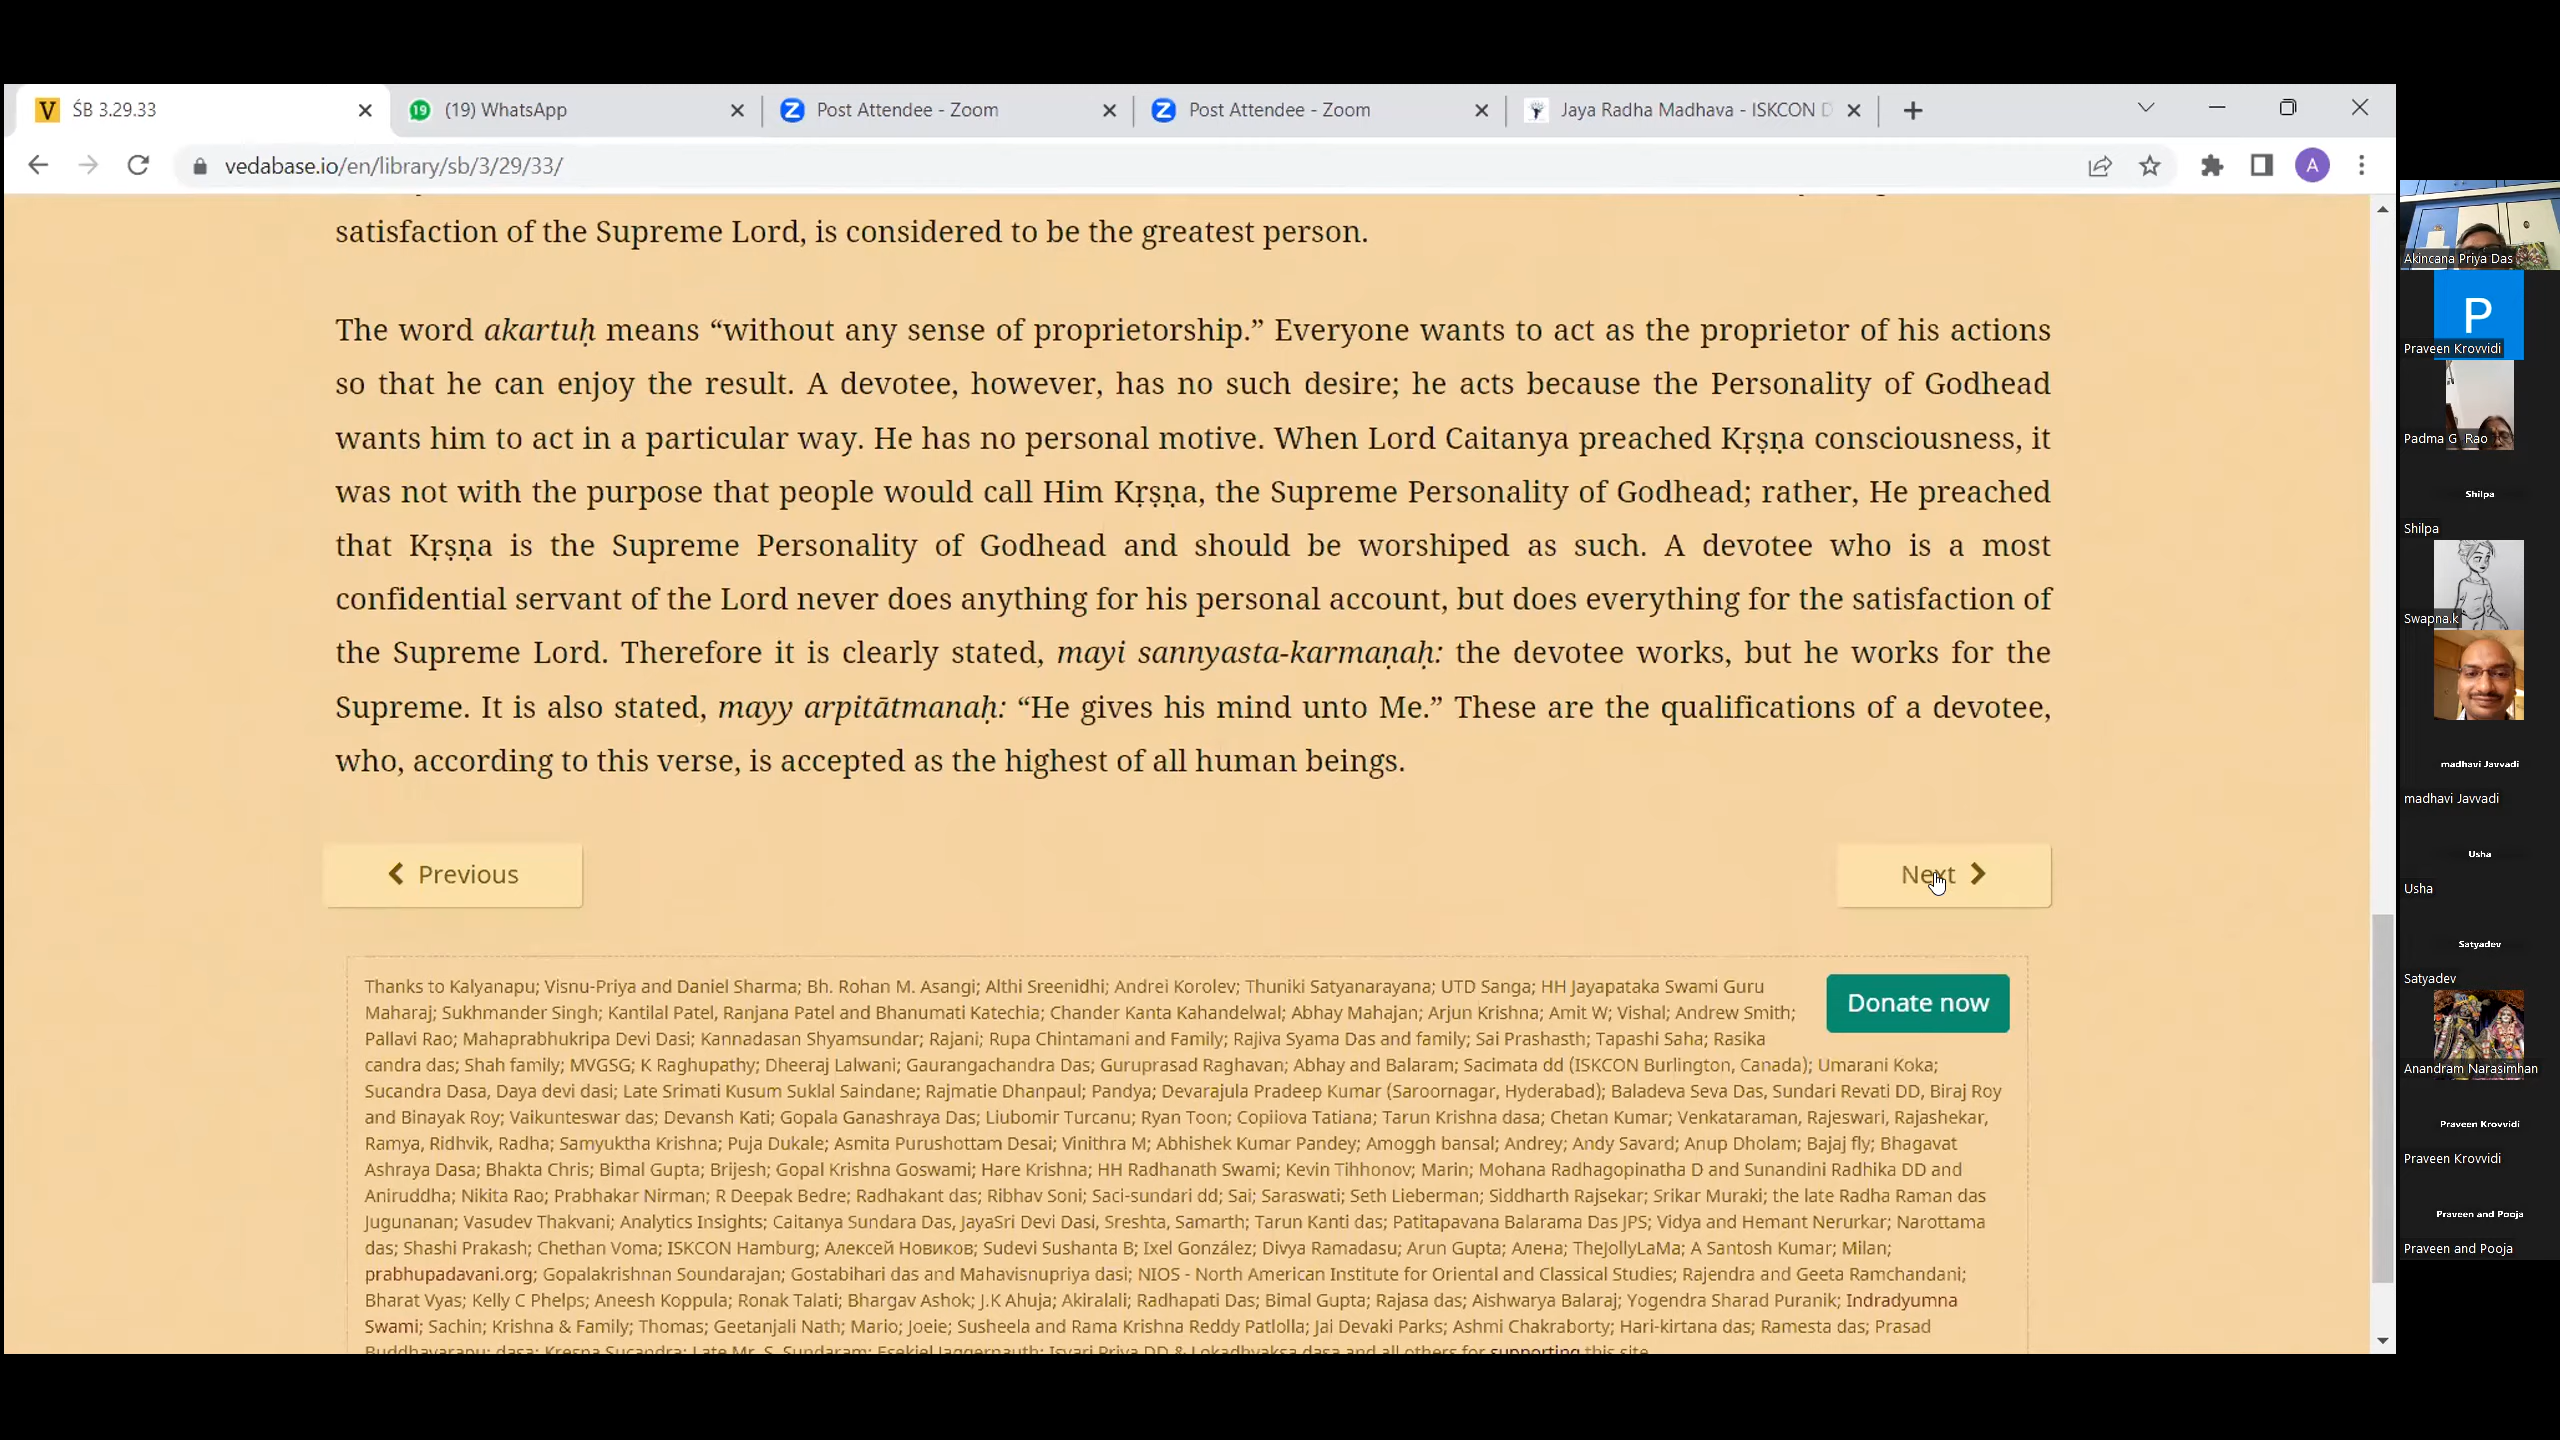 ŚB 3.29.33
(19) WhatsApp
Post Attendee - Zoom
Post Attendee - Zoom
Jaya Radha Madhava - ISKCON D
vedabase.io/en/library/sb/3/29/33/
A
satisfaction of the Supreme Lord, is considered to be the greatest person.
The word akartuḥ means “without any sense of proprietorship.” Everyone wants to act as the proprietor of his actions
so that he can enjoy the result. A devotee, however, has no such desire; he acts because the Personality of Godhead
wants him to act in a particular way. He has no personal motive. When Lord Caitanya preached Kṛṣṇa consciousness, it
was not with the purpose that people would call Him Kṛṣṇa, the Supreme Personality of Godhead; rather, He preached
that Kṛṣṇa is the Supreme Personality of Godhead and should be worshiped as such. A devotee who is a most
confidential servant of the Lord never does anything for his personal account, but does everything for the satisfaction of
the Supreme Lord. Therefore it is clearly stated, mayi sannyasta-karmaṇaḥ: the devotee works, but he works for the
Supreme. It is also stated, mayy arpitātmanaḥ: “He gives his mind unto Me.” These are the qualifications of a devotee,
who, according to this verse, is accepted as the highest of all human beings.
Previous
Next
Donate now
Thanks to Kalyanapu; Visnu-Priya and Daniel Sharma; Bh. Rohan M. Asangi; Althi Sreenidhi; Andrei Korolev; Thuniki Satyanarayana; UTD Sanga; HH Jayapataka Swami Guru
Maharaj; Sukhmander Singh; Kantilal Patel, Ranjana Patel and Bhanumati Katechia; Chander Kanta Kahandelwal; Abhay Mahajan; Arjun Krishna; Amit W; Vishal; Andrew Smith;
Pallavi Rao; Mahaprabhukripa Devi Dasi; Kannadasan Shyamsundar; Rajani; Rupa Chintamani and Family; Rajiva Syama Das and family; Sai Prashasth; Tapashi Saha; Rasika
candra das; Shah family; MVGSG; K Raghupathy; Dheeraj Lalwani; Gaurangachandra Das; Guruprasad Raghavan; Abhay and Balaram; Sacimata dd (ISKCON Burlington, Canada); Umarani Koka;
Sucandra Dasa, Daya devi dasi; Late Srimati Kusum Suklal Saindane; Rajmatie Dhanpaul; Pandya; Devarajula Pradeep Kumar (Saroornagar, Hyderabad); Baladeva Seva Das, Sundari Revati DD, Biraj Roy
and Binayak Roy; Vaikunteswar das; Devansh Kati; Gopala Ganashraya Das; Liubomir Turcanu; Ryan Toon; Copiiova Tatiana; Tarun Krishna dasa; Chetan Kumar; Venkataraman, Rajeswari, Rajashekar,
Ramya, Ridhvik, Radha; Samyuktha Krishna; Puja Dukale; Asmita Purushottam Desai; Vinithra M; Abhishek Kumar Pandey; Amoggh bansal; Andrey; Andy Savard; Anup Dholam; Bajaj fly; Bhagavat
Ashraya Dasa; Bhakta Chris; Bimal Gupta; Brijesh; Gopal Krishna Goswami; Hare Krishna; HH Radhanath Swami; Kevin Tihhonov; Marin; Mohana Radhagopinatha D and Sunandini Radhika DD and
Aniruddha; Nikita Rao; Prabhakar Nirman; R Deepak Bedre; Radhakant das; Ribhav Soni; Saci-sundari dd; Sai; Saraswati; Seth Lieberman; Siddharth Rajsekar; Srikar Muraki; the late Radha Raman das
Jugunanan; Vasudev Thakvani; Analytics Insights; Caitanya Sundara Das, JayaSri Devi Dasi, Sreshta, Samarth; Tarun Kanti das; Patitapavana Balarama Das JPS; Vidya and Hemant Nerurkar; Narottama
das; Shashi Prakash; Chethan Voma; ISKCON Hamburg; Алексей Новиков; Sudevi Sushanta B; Ixel González; Divya Ramadasu; Arun Gupta; Алена; TheJollyLaMa; A Santosh Kumar; Milan;
prabhupadavani.org; Gopalakrishnan Soundarajan; Gostabihari das and Mahavisnupriya dasi; NIOS - North American Institute for Oriental and Classical Studies; Rajendra and Geeta Ramchandani;
Bharat Vyas; Kelly C Phelps; Aneesh Koppula; Ronak Talati; Bhargav Ashok; J.K Ahuja; Akiralali; Radhapati Das; Bimal Gupta; Rajasa das; Aishwarya Balaraj; Yogendra Sharad Puranik; Indradyumna
Swami; Sachin; Krishna & Family; Thomas; Geetanjali Nath; Mario; Joeie; Susheela and Rama Krishna Reddy Patlolla; Jai Devaki Parks; Ashmi Chakraborty; Hari-kirtana das; Ramesta das; Prasad
Buddhavarapu; dasa; Kresna Sucandra; Late Mr. S. Sundaram; Esekiel Jaggernauth; Isvari Priya DD & Lokadhyaksa dasa and all others for supporting this site.
Akincana Priya Das
P
Praveen Krovvidi
Padma G Rao
Shilpa
Shilpa
Swapna.k
madhavi Javvadi
madhavi Javvadi
Usha
Usha
Satyadev
Satyadev
Anandram Narasimhan
Praveen Krovvidi
Praveen Krovvidi
Praveen and Pooja
Praveen and Pooja